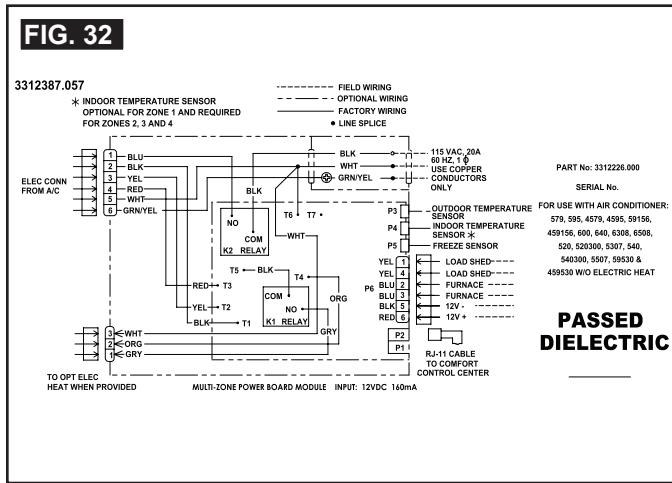 FIG. 32
3312387.057
* INDOOR TEMPERATURE SENSOR
OPTIONAL FOR ZONE 1 AND REQUIRED
FOR ZONES 2, 3 AND 4
FIELD WIRING
OPTIONAL WIRING
FACTORY WIRING
LINE SPLICE
ELEC CONN
FROM A/C
1 BLU
2 BLK
3 YEL
4 RED
5 WHT
6 GRN/YEL
BLK
WHT
GRN/YEL
115 VAC, 20A
60 HZ, 1 ϕ
USE COPPER
CONDUCTORS
ONLY
BLK
NO
COM
K2 RELAY
T6 T7
WHT
T5 BLK T4
RED T3
YEL T2
BLK T1
COM
NO
K1 RELAY
ORG
GRY
P3 OUTDOOR TEMPERATURE
SENSOR
P4 INDOOR TEMPERATURE
SENSOR *
P5 FREEZE SENSOR
P6
YEL 1 LOAD SHED
YEL 4 LOAD SHED
BLU 2 FURNACE
BLU 3 FURNACE
BLK 5 12V -
RED 6 12V +
P2
P1
RJ-11 CABLE
TO COMFORT
CONTROL CENTER
3 WHT
2 ORG
1 GRY
TO OPT ELEC
HEAT WHEN PROVIDED
MULTI-ZONE POWER BOARD MODULE INPUT: 12VDC 160mA
PART No: 3312226.000
SERIAL No.
FOR USE WITH AIR CONDITIONER:
579, 595, 4579, 4595, 59156,
459156, 600, 640, 6308, 6508,
520, 520300, 5307, 540,
540300, 5507, 59530 &
459530 W/O ELECTRIC HEAT
PASSED
DIELECTRIC